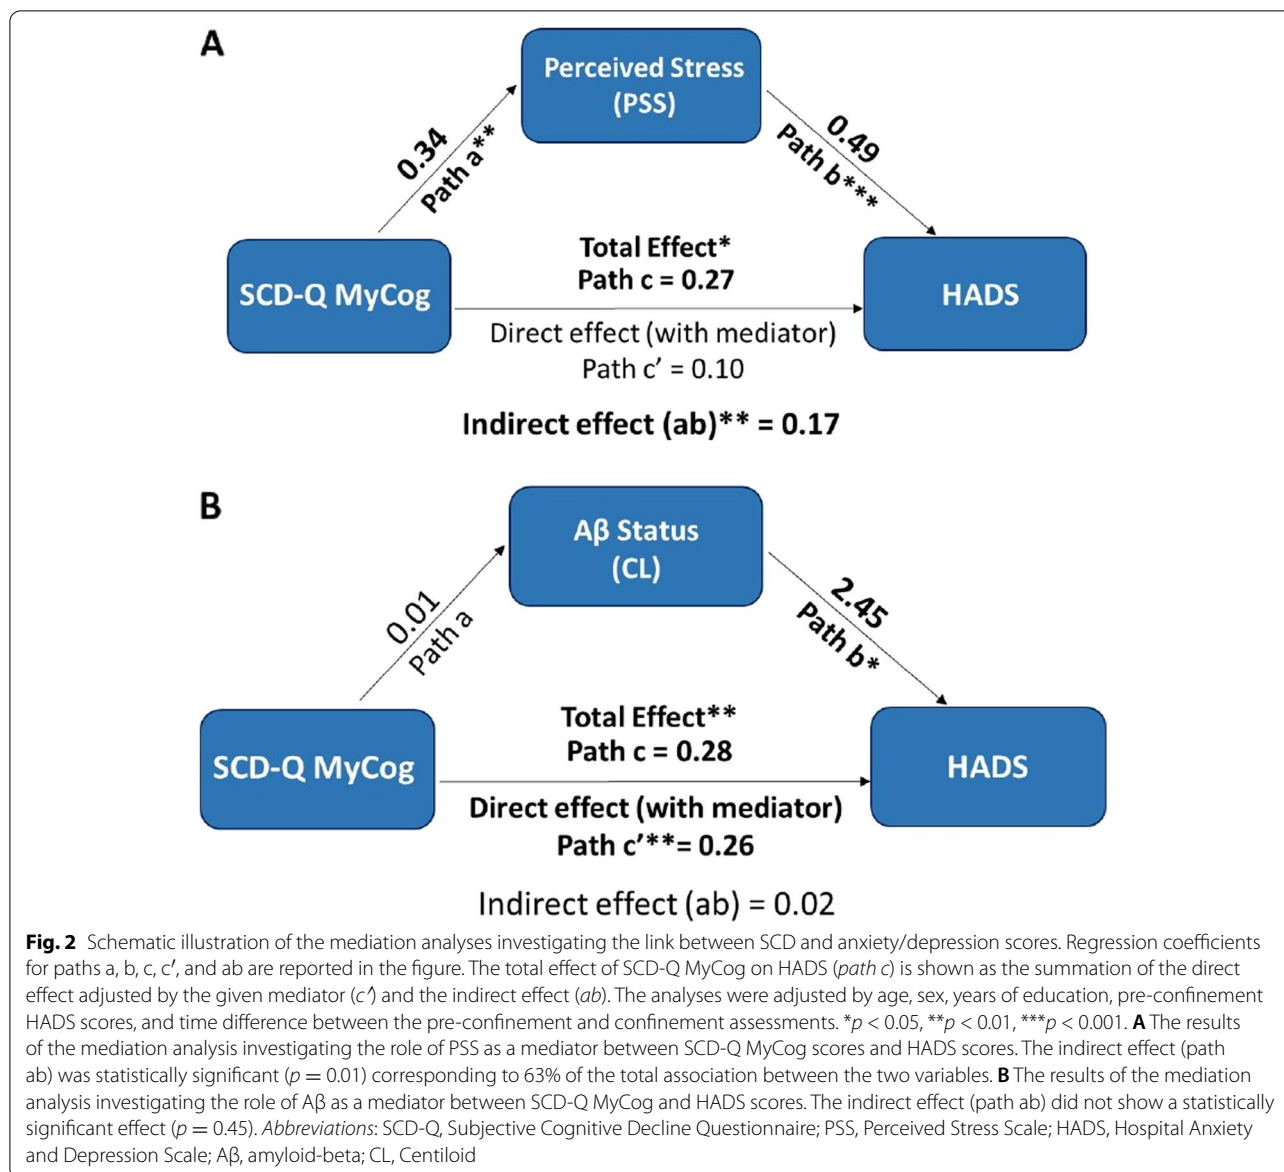 A
Perceived Stress
(PSS)
0.34
Path a**
0.49
Path b***
SCD-Q MyCog
Total Effect*
Path c = 0.27
Direct effect (with mediator)
Path c′ = 0.10
HADS
Indirect effect (ab)** = 0.17
B
Aβ Status
(CL)
0.01
Path a
2.45
Path b*
SCD-Q MyCog
Total Effect**
Path c = 0.28
Direct effect (with mediator)
Path c′**= 0.26
HADS
Indirect effect (ab) = 0.02
Fig. 2 Schematic illustration of the mediation analyses investigating the link between SCD and anxiety/depression scores. Regression coefficients
for paths a, b, c, c′, and ab are reported in the figure. The total effect of SCD-Q MyCog on HADS (path c) is shown as the summation of the direct
effect adjusted by the given mediator (c′) and the indirect effect (ab). The analyses were adjusted by age, sex, years of education, pre-confinement
HADS scores, and time difference between the pre-confinement and confinement assessments. *p < 0.05, **p < 0.01, ***p < 0.001. A The results
of the mediation analysis investigating the role of PSS as a mediator between SCD-Q MyCog scores and HADS scores. The indirect effect (path
ab) was statistically significant (p = 0.01) corresponding to 63% of the total association between the two variables. B The results of the mediation
analysis investigating the role of Aβ as a mediator between SCD-Q MyCog and HADS scores. The indirect effect (path ab) did not show a statistically
significant effect (p = 0.45). Abbreviations: SCD-Q, Subjective Cognitive Decline Questionnaire; PSS, Perceived Stress Scale; HADS, Hospital Anxiety
and Depression Scale; Aβ, amyloid-beta; CL, Centiloid